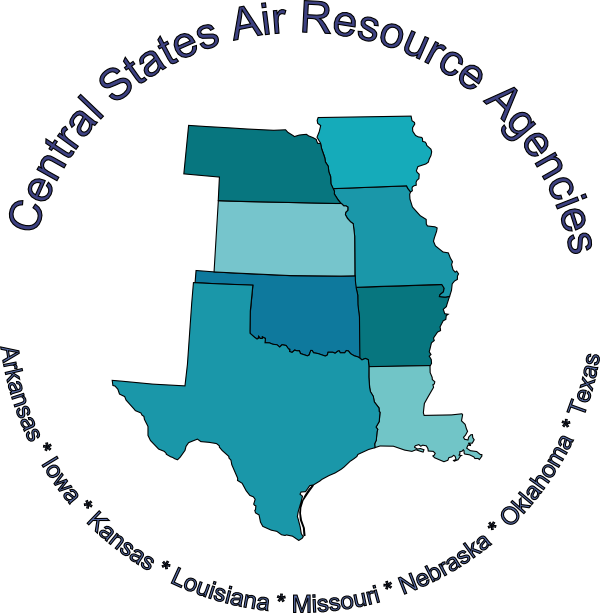 Central States Air Resource Agencies
Arkansas * Iowa * Kansas * Louisiana * Missouri * Nebraska * Oklahoma * Texas